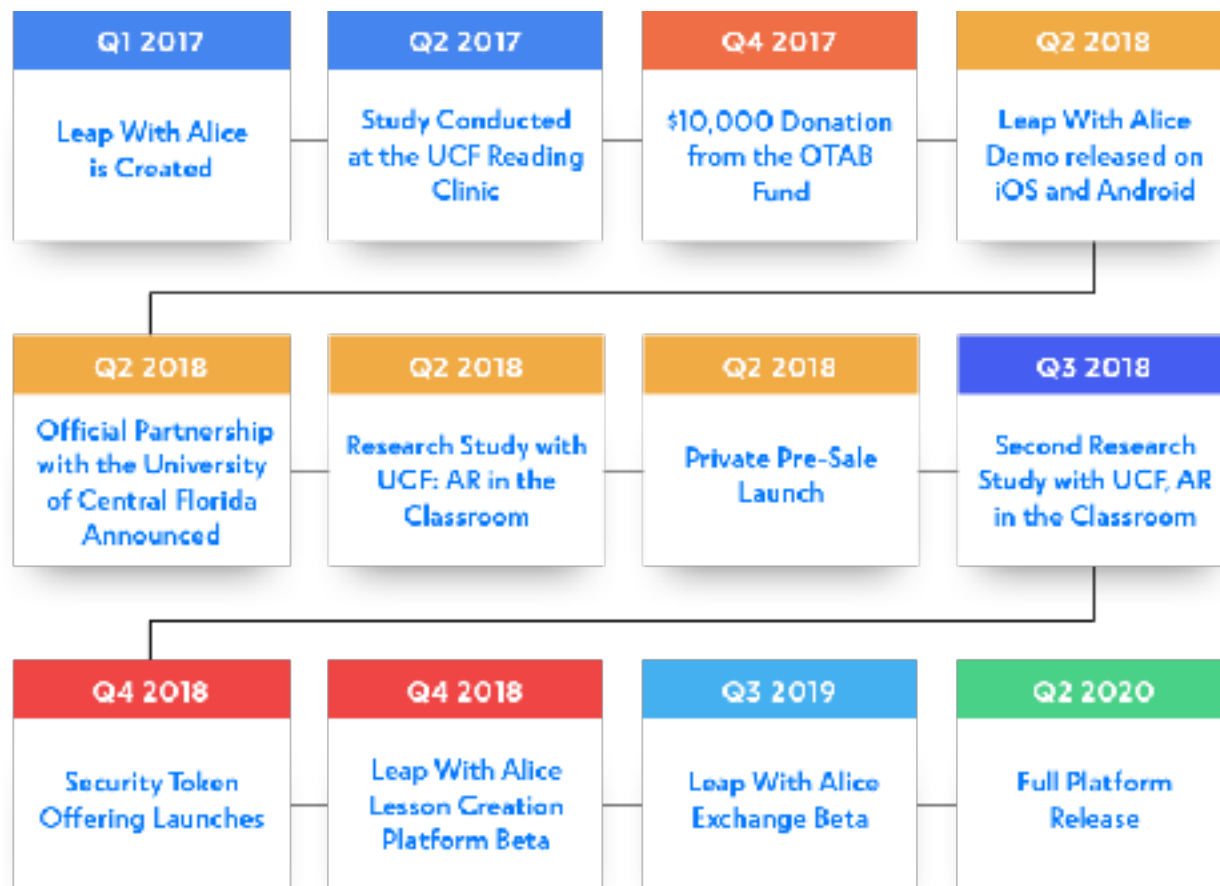 Q1 2017
Leap With Alice
is Created
Q2 2017
Study Conducted
at the UCF Reading
Clinic
Q4 2017
$10,000 Donation
from the OTAB
Fund
Q2 2018
Leap With Alice
Demo released on
iOS and Android
Q2 2018
Official Partnership
with the University
of Central Florida
Announced
Q2 2018
Research Study with
UCF: AR in the
Classroom
Q2 2018
Private Pre-Sale
Launch
Q3 2018
Second Research
Study with UCF, AR
in the Classroom
Q4 2018
Security Token
Offering Launches
Q4 2018
Leap With Alice
Lesson Creation
Platform Beta
Q3 2019
Leap With Alice
Exchange Beta
Q2 2020
Full Platform
Release